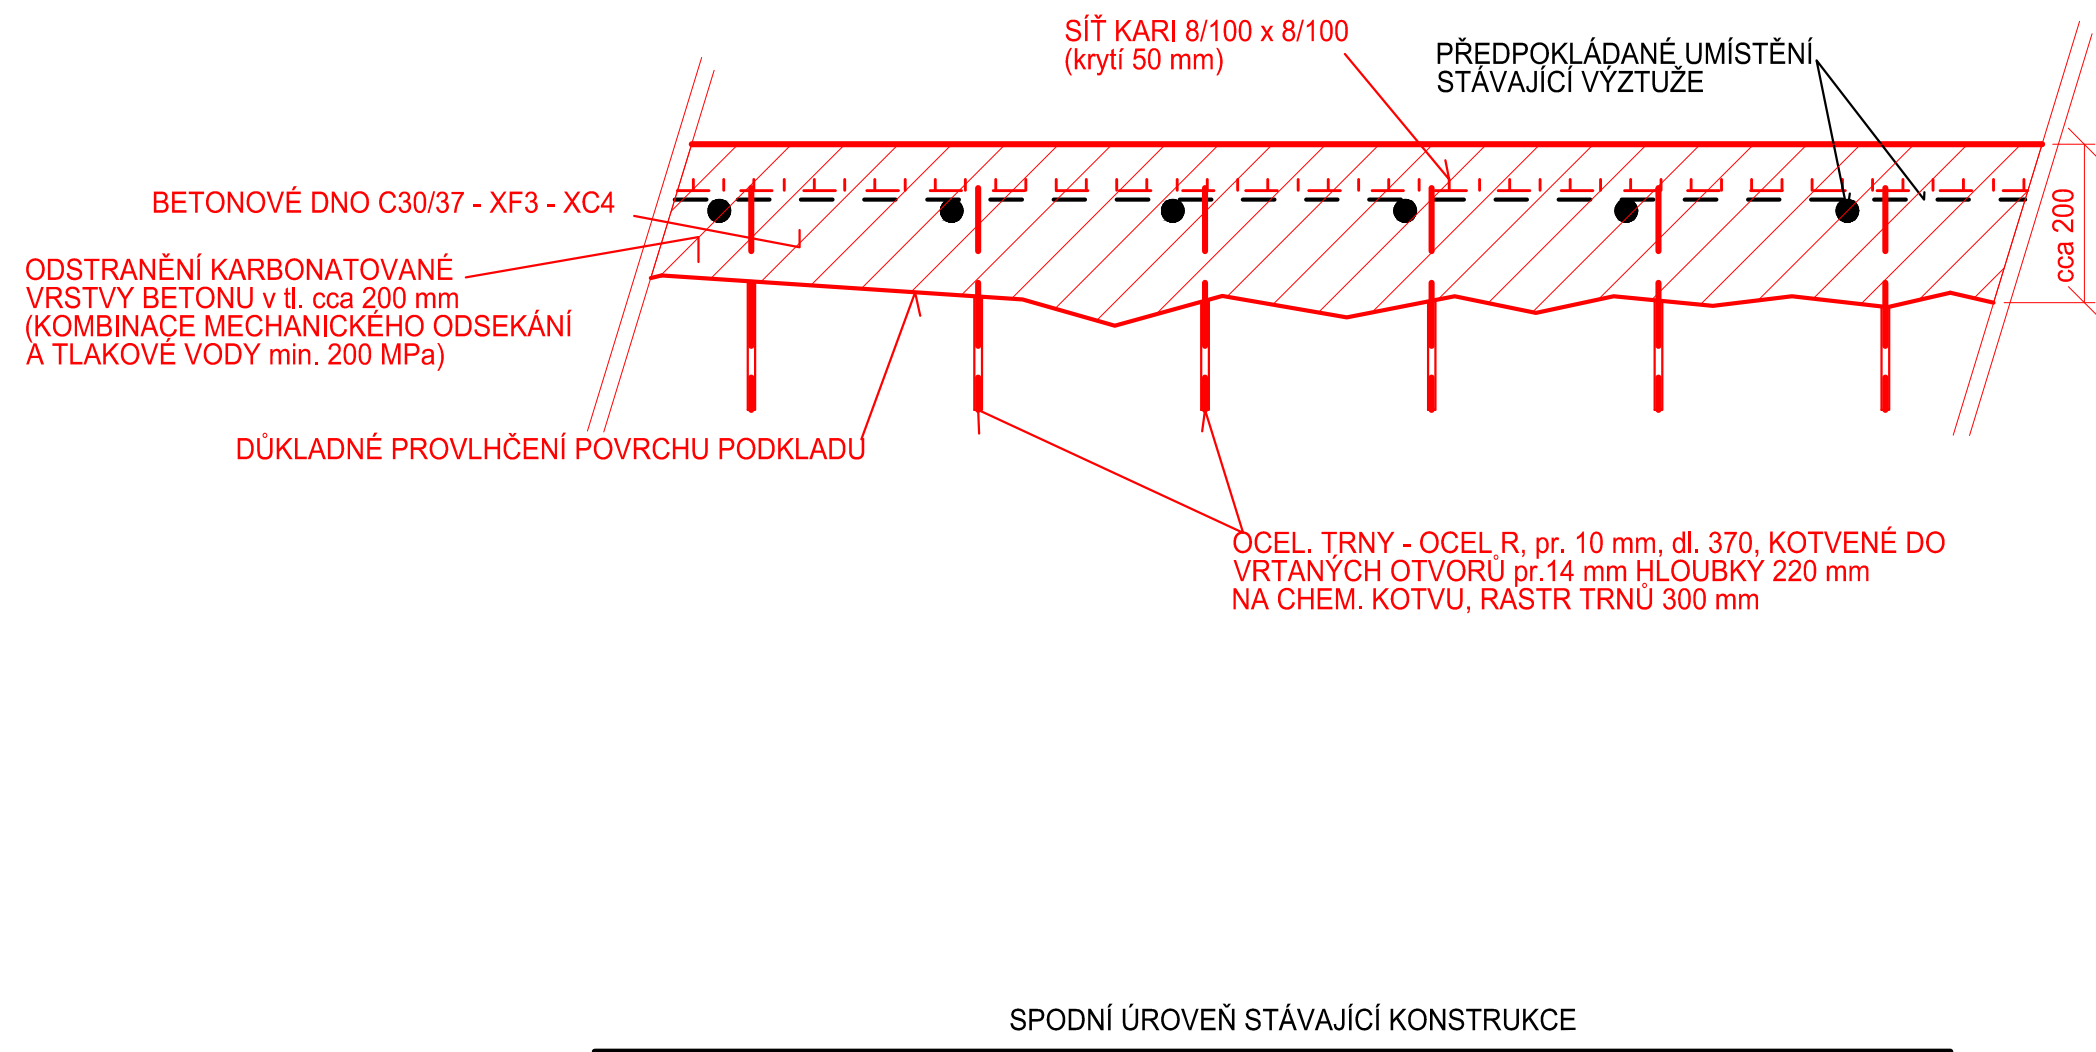 SÍŤ KARI 8/100 x 8/100
(krytí 50 mm)
PŘEDPOKLÁDANÉ UMÍSTĚNÍ
STÁVAJÍCÍ VÝZTUŽE
BETONOVÉ DNO C30/37 - XF3 - XC4
ODSTRANĚNÍ KARBONATOVANÉ
VRSTVY BETONU v tl. cca 200 mm
(KOMBINACE MECHANICKÉHO ODSEKÁNÍ
A TLAKOVÉ VODY min. 200 MPa)
cca 200
DŮKLADNÉ PROVLHČENÍ POVRCHU PODKLADU
OCEL. TRNY - OCEL R, pr. 10 mm, dl. 370, KOTVENÉ DO
VRTANÝCH OTVORŮ pr.14 mm HLOUBKY 220 mm
NA CHEM. KOTVU, RASTR TRNŮ 300 mm
SPODNÍ ÚROVEŇ STÁVAJÍCÍ KONSTRUKCE